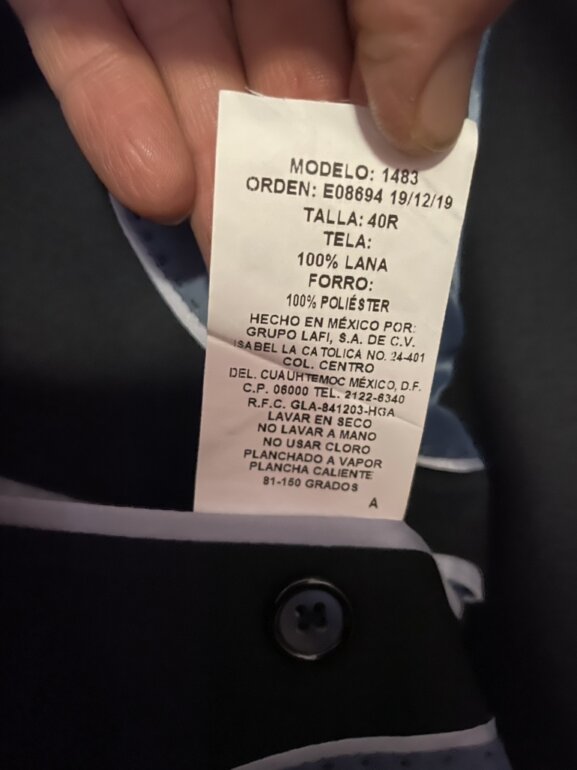 MODELO: 1483
ORDEN: E08694 19/12/19
TALLA: 40R
TELA:
100% LANA
FORRO:
100% POLIÉSTER
HECHO EN MÉXICO POR:
GRUPO LAFI, S.A. DE C.V.
ISABEL LA CATOLICA NO. 24-401
COL. CENTRO
DEL. CUAUHTEMOC MÉXICO, D.F.
C.P. 06000 TEL. 2122-6340
R.F.C. GLA-841203-HGA
LAVAR EN SECO
NO LAVAR A MANO
NO USAR CLORO
PLANCHADO A VAPOR
PLANCHA CALIENTE
81-150 GRADOS
A